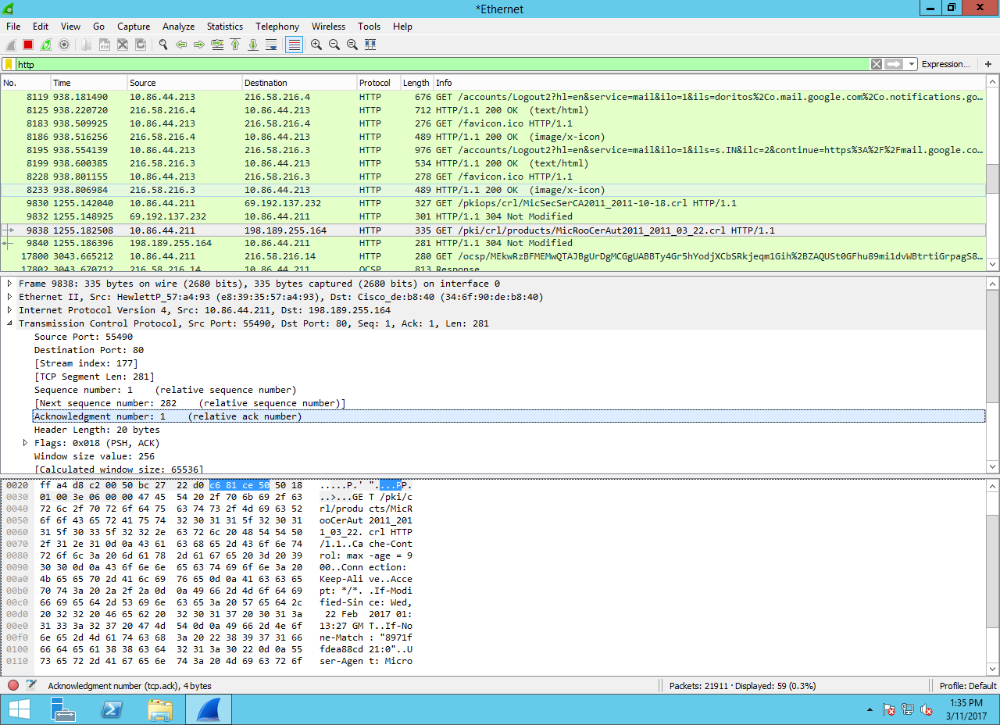 *Ethernet
File Edit View Go Capture Analyze Statistics Telephony Wireless Tools Help
http
Expression... +
No. Time Source Destination Protocol Length Info
8119 938.181490 10.86.44.213 216.58.216.4 HTTP 676 GET /accounts/Logout2?hl=en&service=mail&ilo=1&ils=doritos%2Co.mail.google.com%2Co.notifications.go...
8125 938.220720 216.58.216.4 10.86.44.213 HTTP 712 HTTP/1.1 200 OK (text/html)
8183 938.509925 10.86.44.213 216.58.216.4 HTTP 276 GET /favicon.ico HTTP/1.1
8186 938.516256 216.58.216.4 10.86.44.213 HTTP 489 HTTP/1.1 200 OK (image/x-icon)
8195 938.554139 10.86.44.213 216.58.216.3 HTTP 976 GET /accounts/Logout2?hl=en&service=mail&ilo=1&ils=s.IN&ilc=2&continue=https%3A%2F%2Fmail.google.co...
8199 938.600385 216.58.216.3 10.86.44.213 HTTP 534 HTTP/1.1 200 OK (text/html)
8228 938.801155 10.86.44.213 216.58.216.3 HTTP 278 GET /favicon.ico HTTP/1.1
8233 938.806984 216.58.216.3 10.86.44.213 HTTP 489 HTTP/1.1 200 OK (image/x-icon)
9830 1255.142040 10.86.44.211 69.192.137.232 HTTP 327 GET /pkiops/crl/MicSecSerCA2011_2011-10-18.crl HTTP/1.1
9832 1255.148925 69.192.137.232 10.86.44.211 HTTP 301 HTTP/1.1 304 Not Modified
9838 1255.182508 10.86.44.211 198.189.255.164 HTTP 335 GET /pki/crl/products/MicRooCerAut2011_2011_03_22.crl HTTP/1.1
9840 1255.186396 198.189.255.164 10.86.44.211 HTTP 281 HTTP/1.1 304 Not Modified
17800 3043.665212 10.86.44.211 216.58.216.14 HTTP 280 GET /ocsp/MEkwRzBFMEMwQTAJBgUrDgMCGgUABBTy4Gr5hYodjXCbSRkjeqm1Gih%2BZAQUSt0GFhu89mi1dvWBtrtiGrpagS8...
17802 3043.670712 216.58.216.14 10.86.44.211 OCSP 813 Response
Frame 9838: 335 bytes on wire (2680 bits), 335 bytes captured (2680 bits) on interface 0
Ethernet II, Src: HewlettP_57:a4:93 (e8:39:35:57:a4:93), Dst: Cisco_de:b8:40 (34:6f:90:de:b8:40)
Internet Protocol Version 4, Src: 10.86.44.211, Dst: 198.189.255.164
Transmission Control Protocol, Src Port: 55490, Dst Port: 80, Seq: 1, Ack: 1, Len: 281
Source Port: 55490
Destination Port: 80
[Stream index: 177]
[TCP Segment Len: 281]
Sequence number: 1 (relative sequence number)
[Next sequence number: 282 (relative sequence number)]
Acknowledgment number: 1 (relative ack number)
Header Length: 20 bytes
Flags: 0x018 (PSH, ACK)
Window size value: 256
[Calculated window size: 65536]
0020 ff a4 d8 c2 00 50 bc 27 22 d0 c6 81 ce 50 50 18 .....P.' "....PP.
0030 01 00 3e 06 00 00 47 45 54 20 2f 70 6b 69 2f 63 ..>...GE T /pki/c
0040 72 6c 2f 70 72 6f 64 75 63 74 73 2f 4d 69 63 52 rl/produ cts/MicR
0050 6f 6f 43 65 72 41 75 74 32 30 31 31 5f 32 30 31 ooCerAut 2011_201
0060 31 5f 30 33 5f 32 32 2e 63 72 6c 20 48 54 54 50 1_03_22. crl HTTP
0070 2f 31 2e 31 0d 0a 43 61 63 68 65 2d 43 6f 6e 74 /1.1..Ca che-Cont
0080 72 6f 6c 3a 20 6d 61 78 2d 61 67 65 20 3d 20 39 rol: max -age = 9
0090 30 30 0d 0a 43 6f 6e 6e 65 63 74 69 6f 6e 3a 20 00..Conn ection:
00a0 4b 65 65 70 2d 41 6c 69 76 65 0d 0a 41 63 63 65 Keep-Ali ve..Acce
00b0 70 74 3a 20 2a 2f 2a 0d 0a 49 66 2d 4d 6f 64 69 pt: */*. .If-Modi
00c0 66 69 65 64 2d 53 69 6e 63 65 3a 20 57 65 64 2c fied-Sin ce: Wed,
00d0 20 32 32 20 46 65 62 20 32 30 31 37 20 30 31 3a 22 Feb 2017 01:
00e0 31 33 3a 32 37 20 47 4d 54 0d 0a 49 66 2d 4e 6f 13:27 GM T..If-No
00f0 6e 65 2d 4d 61 74 63 68 3a 20 22 38 39 37 31 66 ne-Match : "8971f
0100 66 64 65 61 38 38 63 64 32 31 3a 30 22 0d 0a 55 fdea88cd 21:0"..U
0110 73 65 72 2d 41 67 65 6e 74 3a 20 4d 69 63 72 6f ser-Agen t: Micro
Acknowledgment number (tcp.ack), 4 bytes
Packets: 21911 · Displayed: 59 (0.3%)
Profile: Default
1:35 PM
3/11/2017